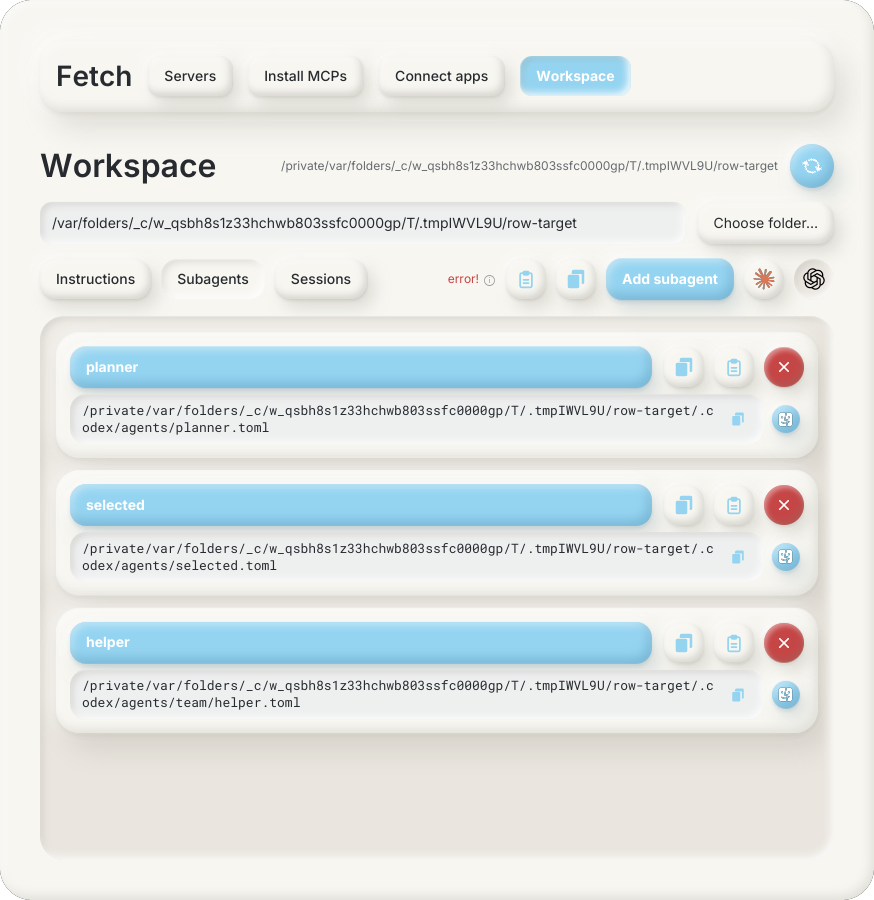 Fetch
Servers
Install MCPs
Connect apps
Workspace
Workspace
/private/var/folders/_c/w_qsbh8s1z33hchwb803ssfc0000gp/T/.tmpIWVL9U/row-target
/var/folders/_c/w_qsbh8s1z33hchwb803ssfc0000gp/T/.tmpIWVL9U/row-target
Choose folder...
Instructions
Subagents
Sessions
error!
Add subagent
planner
/private/var/folders/_c/w_qsbh8s1z33hchwb803ssfc0000gp/T/.tmpIWVL9U/row-target/.c
odex/agents/planner.toml
selected
/private/var/folders/_c/w_qsbh8s1z33hchwb803ssfc0000gp/T/.tmpIWVL9U/row-target/.c
odex/agents/selected.toml
helper
/private/var/folders/_c/w_qsbh8s1z33hchwb803ssfc0000gp/T/.tmpIWVL9U/row-target/.c
odex/agents/team/helper.toml